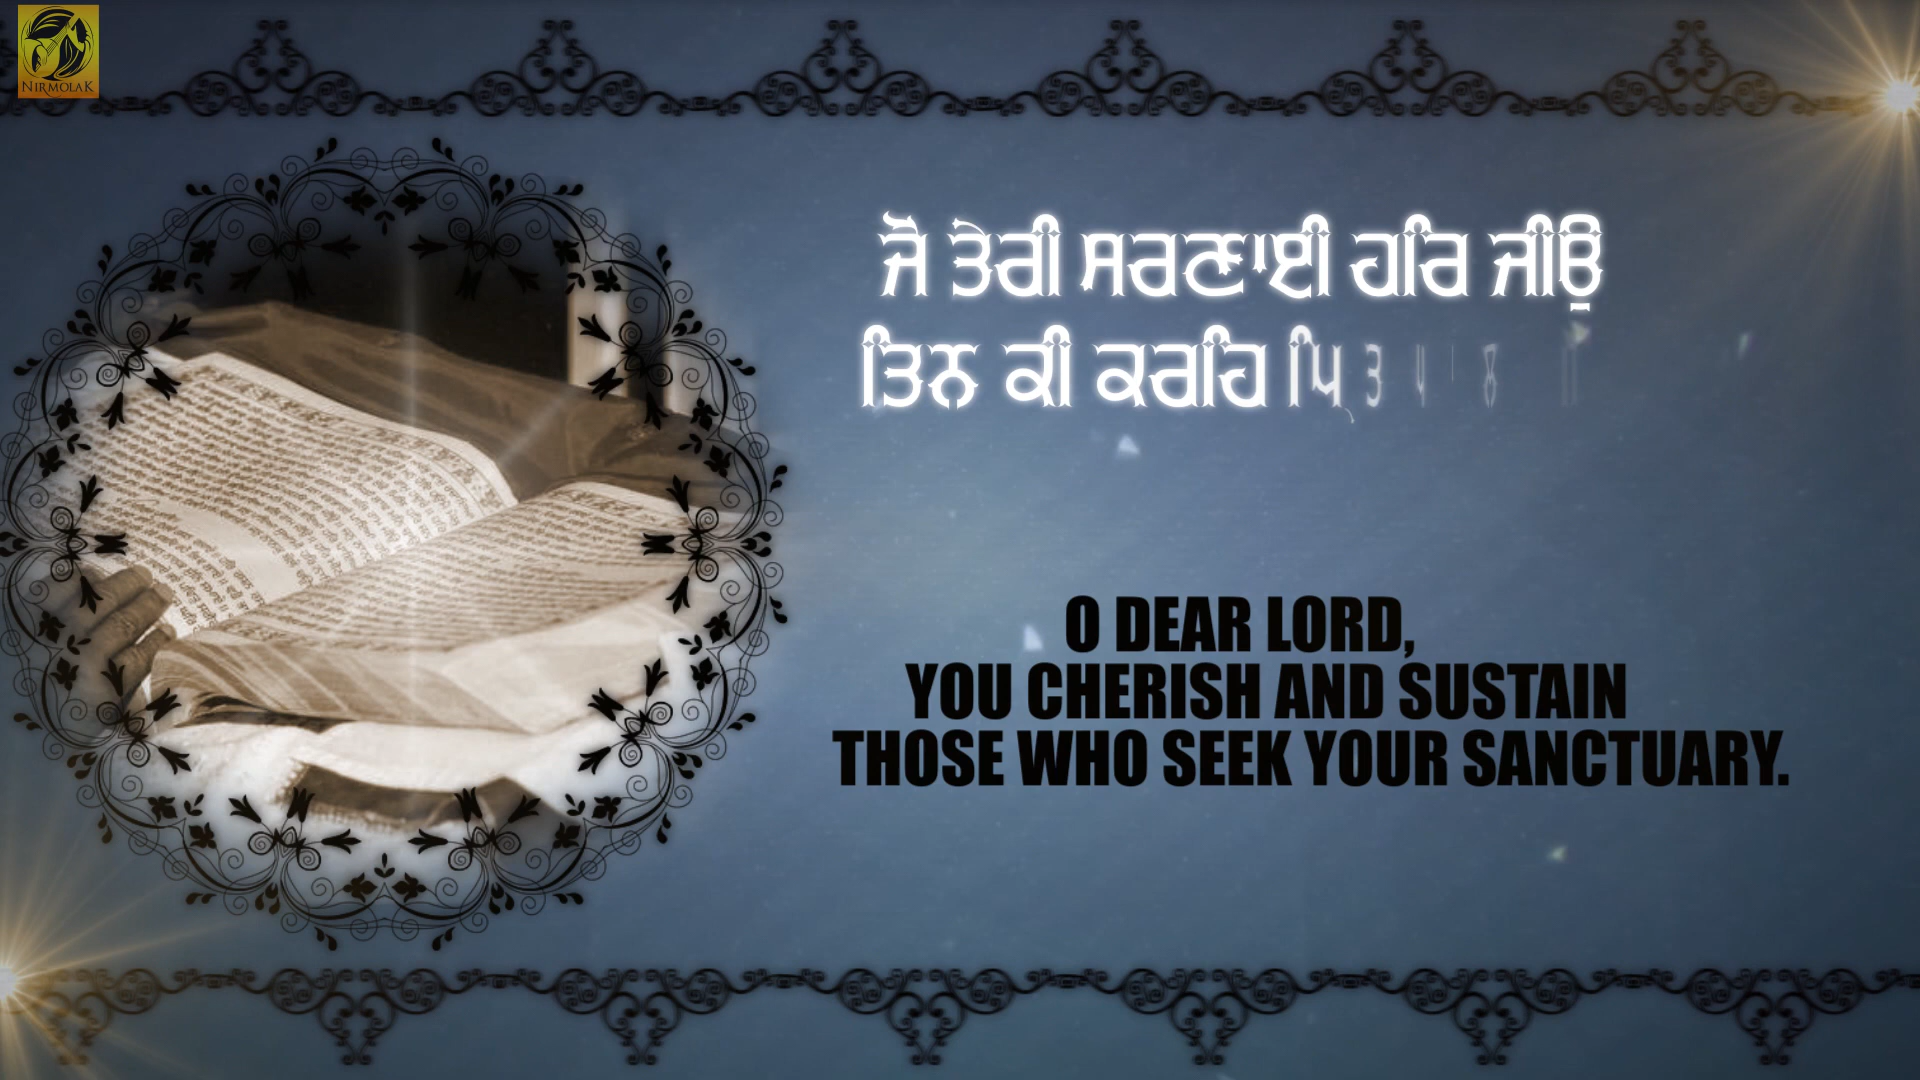 NIRMOLAK
ਜੋ ਤੇਰੀ ਸਰਣਾਈ ਹਰਿ ਜੀਉ
ਤਿਨ ਕੀ ਕਰਹਿ
O DEAR LORD,
YOU CHERISH AND SUSTAIN
THOSE WHO SEEK YOUR SANCTUARY.